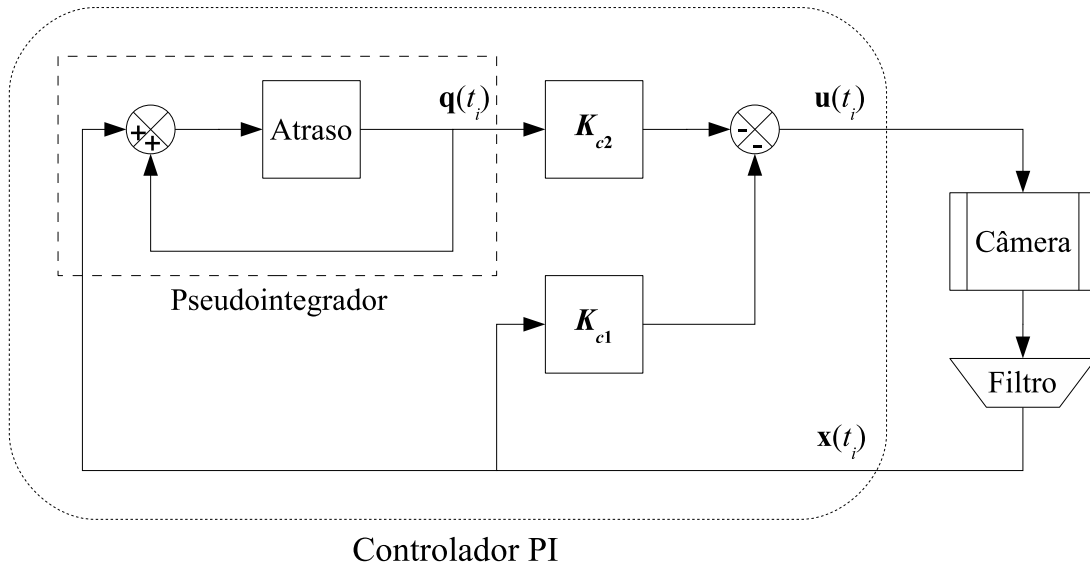 q(t_i)
u(t_i)
+
+
Atraso
K_c2
-
-
Câmera
Pseudointegrador
K_c1
Filtro
x(t_i)
Controlador PI